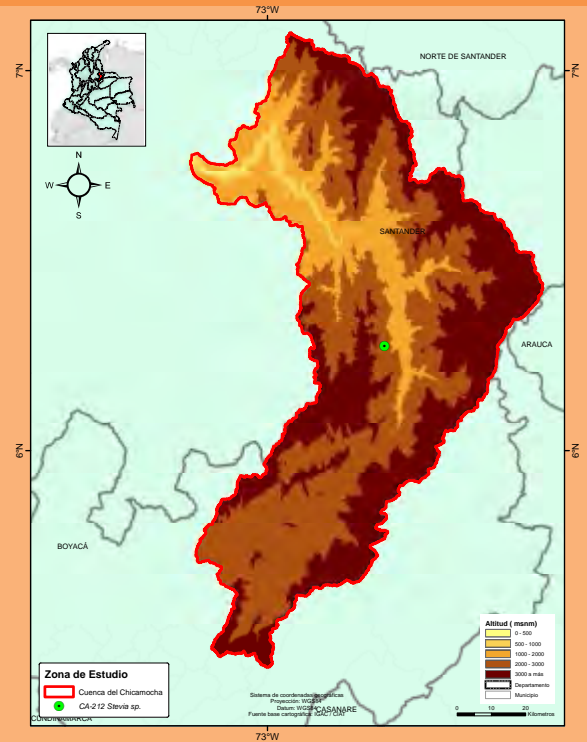 73°W
NORTE DE SANTANDER
7°N
7°N
N
W
E
S
SANTANDER
ARAUCA
6°N
6°N
BOYACÁ
Altitud ( msnm)
0 - 500
500 - 1000
1000 - 2000
2000 - 3000
3000 a más
Departamento
Municipio
Zona de Estudio
Cuenca del Chicamocha
CA-212 Stevia sp.
Sistema de coordenadas geográficas
Proyección: WGS84
Datum: WGS84
Fuente base cartográfica: IGAC / CIAT
CASANARE
0 10 20
Kilometros
CUNDINAMARCA
73°W